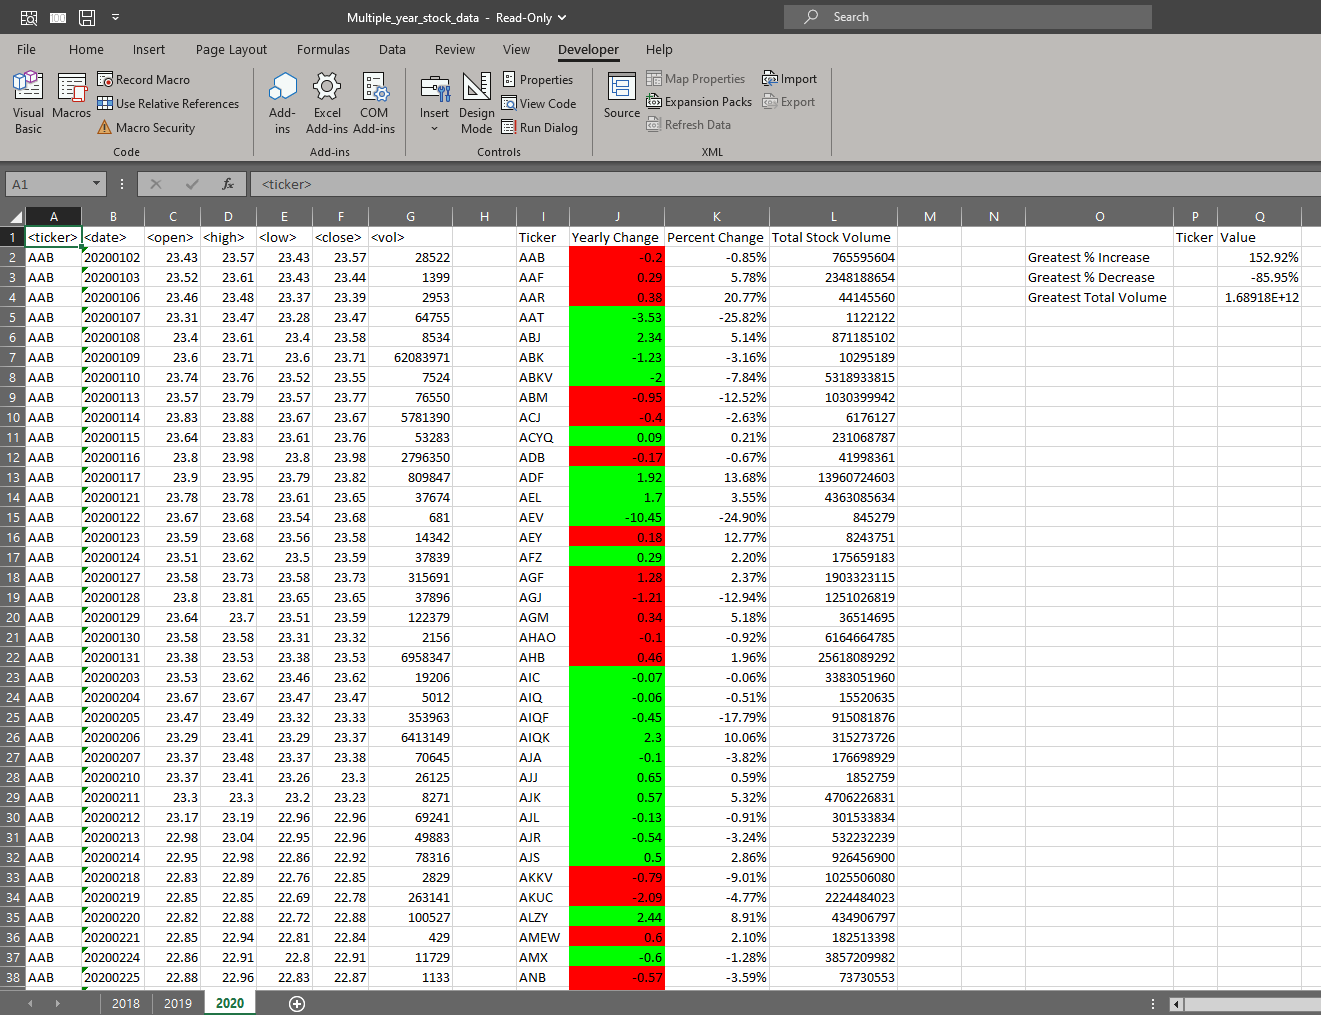 Multiple_year_stock_data - Read-Only
Search
File Home Insert Page Layout Formulas Data Review View Developer Help
Visual Basic
Macros
Record Macro
Use Relative References
Macro Security
Code
Add-ins
Excel Add-ins
COM Add-ins
Add-ins
Insert
Design Mode
Properties
View Code
Run Dialog
Controls
Source
Map Properties
Expansion Packs
Refresh Data
Import
Export
XML
A1 fx <ticker>
A B C D E F G H I J K L M N O P Q
1 <ticker> <date> <open> <high> <low> <close> <vol> Ticker Yearly Change Percent Change Total Stock Volume Ticker Value
2 AAB 20200102 23.43 23.57 23.43 23.57 28522 AAB -0.2 -0.85% 765595604 Greatest % Increase 152.92%
3 AAB 20200103 23.52 23.61 23.43 23.44 1399 AAF 0.29 5.78% 2348188654 Greatest % Decrease -85.95%
4 AAB 20200106 23.46 23.48 23.37 23.39 2953 AAR 0.38 20.77% 44145560 Greatest Total Volume 1.68918E+12
5 AAB 20200107 23.31 23.47 23.28 23.47 64755 AAT -3.53 -25.82% 1122122
6 AAB 20200108 23.4 23.61 23.4 23.58 8534 ABJ 2.34 5.14% 871185102
7 AAB 20200109 23.6 23.71 23.6 23.71 62083971 ABK -1.23 -3.16% 10295189
8 AAB 20200110 23.74 23.76 23.52 23.55 7524 ABKV -2 -7.84% 5318933815
9 AAB 20200113 23.57 23.79 23.57 23.77 76550 ABM -0.95 -12.52% 1030399942
10 AAB 20200114 23.83 23.88 23.67 23.67 5781390 ACJ -0.4 -2.63% 6176127
11 AAB 20200115 23.64 23.83 23.61 23.76 53283 ACYQ 0.09 0.21% 231068787
12 AAB 20200116 23.8 23.98 23.8 23.98 2796350 ADB -0.17 -0.67% 41998361
13 AAB 20200117 23.9 23.95 23.79 23.82 809847 ADF 1.92 13.68% 13960724603
14 AAB 20200121 23.78 23.78 23.61 23.65 37674 AEL 1.7 3.55% 4363085634
15 AAB 20200122 23.67 23.68 23.54 23.68 681 AEV -10.45 -24.90% 845279
16 AAB 20200123 23.59 23.68 23.56 23.58 14342 AEY 0.18 12.77% 8243751
17 AAB 20200124 23.51 23.62 23.5 23.59 37839 AFZ 0.29 2.20% 175659183
18 AAB 20200127 23.58 23.73 23.58 23.73 315691 AGF 1.28 2.37% 1903323115
19 AAB 20200128 23.8 23.81 23.65 23.65 37896 AGJ -1.21 -12.94% 1251026819
20 AAB 20200129 23.64 23.7 23.51 23.59 122379 AGM 0.34 5.18% 36514695
21 AAB 20200130 23.58 23.58 23.31 23.32 2156 AHAO -0.1 -0.92% 6164664785
22 AAB 20200131 23.38 23.53 23.38 23.53 6958347 AHB 0.46 1.96% 25618089292
23 AAB 20200203 23.53 23.62 23.46 23.62 19206 AIC -0.07 -0.06% 3383051960
24 AAB 20200204 23.67 23.67 23.47 23.47 5012 AIQ -0.06 -0.51% 15520635
25 AAB 20200205 23.47 23.49 23.32 23.33 353963 AIQF -0.45 -17.79% 915081876
26 AAB 20200206 23.29 23.41 23.29 23.37 6413149 AIQK 2.3 10.06% 315273726
27 AAB 20200207 23.37 23.48 23.37 23.38 70645 AJA -0.1 -3.82% 176698929
28 AAB 20200210 23.37 23.41 23.26 23.3 26125 AJJ 0.65 0.59% 1852759
29 AAB 20200211 23.3 23.3 23.2 23.23 8271 AJK 0.57 5.32% 4706226831
30 AAB 20200212 23.17 23.19 22.96 22.96 69241 AJL -0.13 -0.91% 301533834
31 AAB 20200213 22.98 23.04 22.95 22.96 49883 AJR -0.54 -3.24% 532232239
32 AAB 20200214 22.95 22.98 22.86 22.92 78316 AJS 0.5 2.86% 926456900
33 AAB 20200218 22.83 22.89 22.76 22.85 2829 AKKV -0.79 -9.01% 1025506080
34 AAB 20200219 22.85 22.85 22.69 22.78 263141 AKUC -2.09 -4.77% 2224484023
35 AAB 20200220 22.82 22.88 22.72 22.88 100527 ALZY 2.44 8.91% 434906797
36 AAB 20200221 22.85 22.94 22.81 22.84 429 AMEW 0.6 2.10% 182513398
37 AAB 20200224 22.86 22.91 22.8 22.91 11729 AMX -0.6 -1.28% 3857209982
38 AAB 20200225 22.88 22.96 22.83 22.87 1133 ANB -0.57 -3.59% 73730553
2018 2019 2020